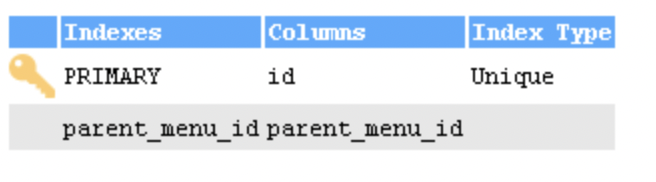 Indexes Columns Index Type
PRIMARY id Unique
parent_menu_id parent_menu_id